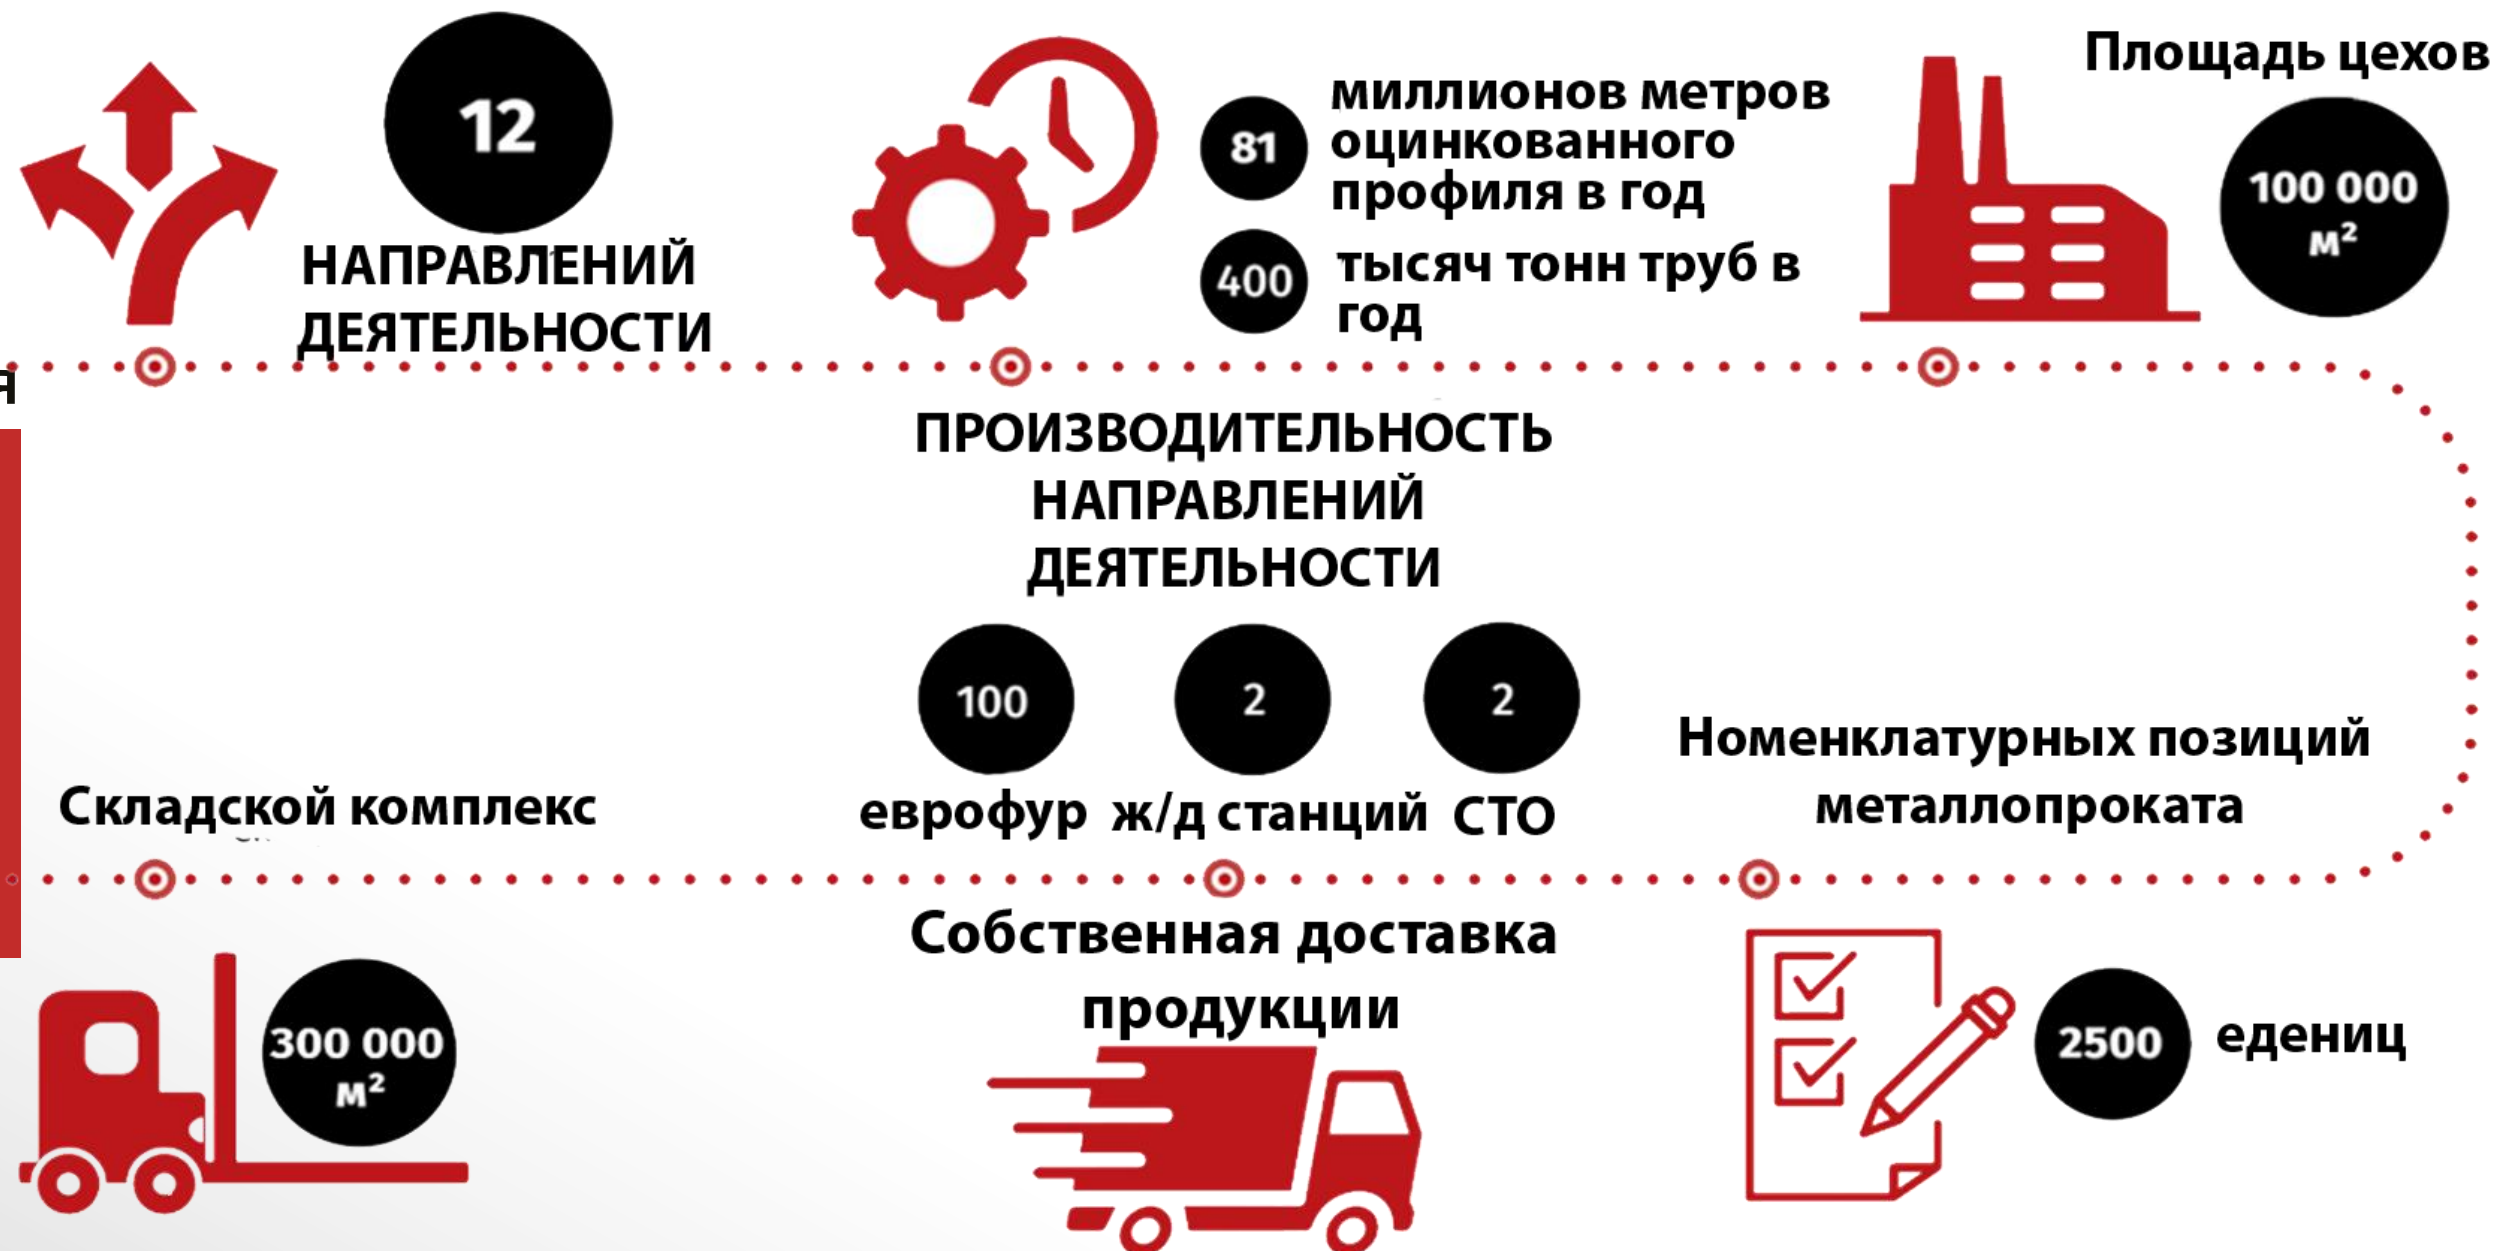 12
НАПРАВЛЕНИЙ
ДЕЯТЕЛЬНОСТИ
81
миллионов метров
оцинкованного
профиля в год
400
тысяч тонн труб в
год
Площадь цехов
100 000
м²
я
ПРОИЗВОДИТЕЛЬНОСТЬ
НАПРАВЛЕНИЙ
ДЕЯТЕЛЬНОСТИ
Складской комплекс
300 000
м²
100
еврофур
2
ж/д станций
2
СТО
Собственная доставка
продукции
Номенклатурных позиций
металлопроката
2500
едениц